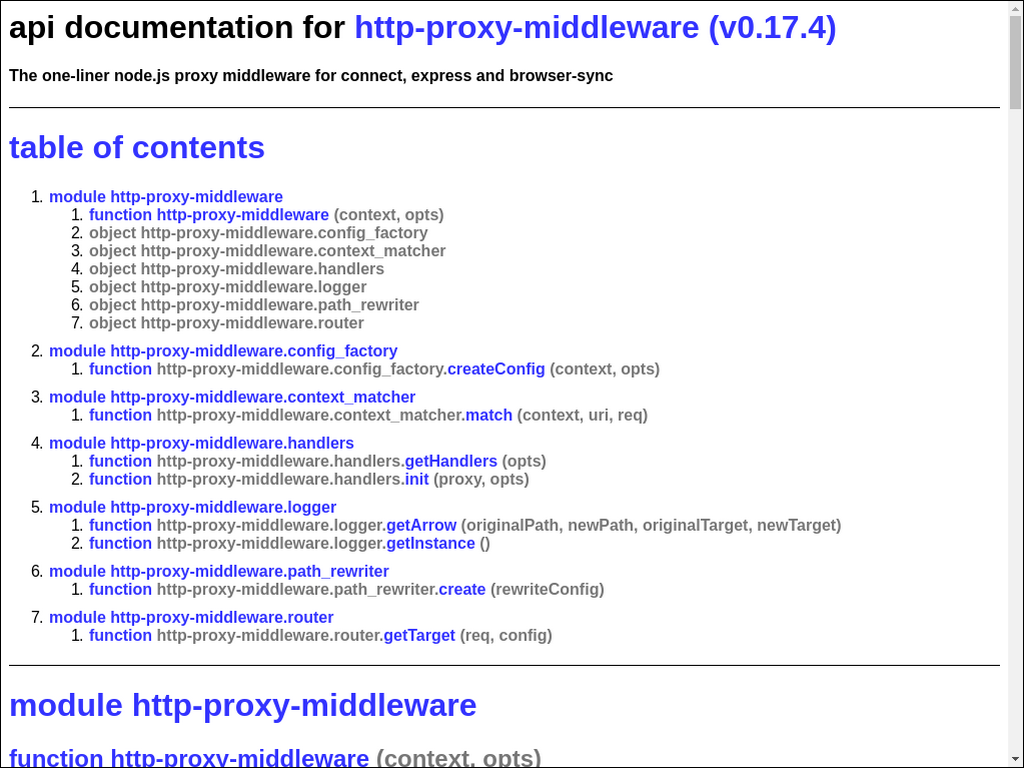 api documentation for http-proxy-middleware (v0.17.4)
The one-liner node.js proxy middleware for connect, express and browser-sync
table of contents
1. module http-proxy-middleware
1. function http-proxy-middleware (context, opts)
2. object http-proxy-middleware.config_factory
3. object http-proxy-middleware.context_matcher
4. object http-proxy-middleware.handlers
5. object http-proxy-middleware.logger
6. object http-proxy-middleware.path_rewriter
7. object http-proxy-middleware.router
2. module http-proxy-middleware.config_factory
1. function http-proxy-middleware.config_factory.createConfig (context, opts)
3. module http-proxy-middleware.context_matcher
1. function http-proxy-middleware.context_matcher.match (context, uri, req)
4. module http-proxy-middleware.handlers
1. function http-proxy-middleware.handlers.getHandlers (opts)
2. function http-proxy-middleware.handlers.init (proxy, opts)
5. module http-proxy-middleware.logger
1. function http-proxy-middleware.logger.getArrow (originalPath, newPath, originalTarget, newTarget)
2. function http-proxy-middleware.logger.getInstance ()
6. module http-proxy-middleware.path_rewriter
1. function http-proxy-middleware.path_rewriter.create (rewriteConfig)
7. module http-proxy-middleware.router
1. function http-proxy-middleware.router.getTarget (req, config)
module http-proxy-middleware
function http-proxy-middleware (context, opts)